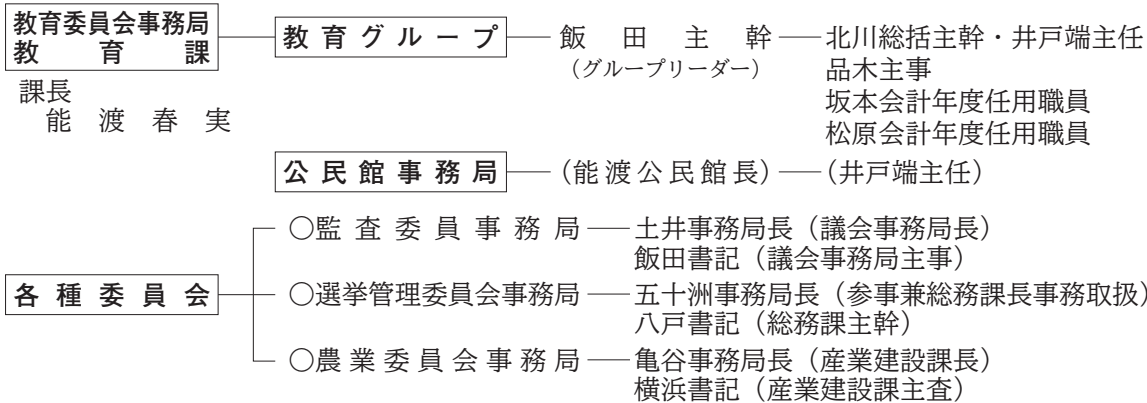 教育委員会事務局
教育課
課長
能渡春実
教育グループ
飯田主幹
(グループリーダー)
北川総括主幹・井戸端主任
品木主事
坂本会計年度任用職員
松原会計年度任用職員
公民館事務局
(能渡公民館長)
(井戸端主任)
各種委員会
○監査委員事務局
土井事務局長（議会事務局長）
飯田書記（議会事務局主事）
○選挙管理委員会事務局
五十洲事務局長（参事兼総務課長事務取扱）
八戸書記（総務課主幹）
○農業委員会事務局
亀谷事務局長（産業建設課長）
横浜書記（産業建設課主査）